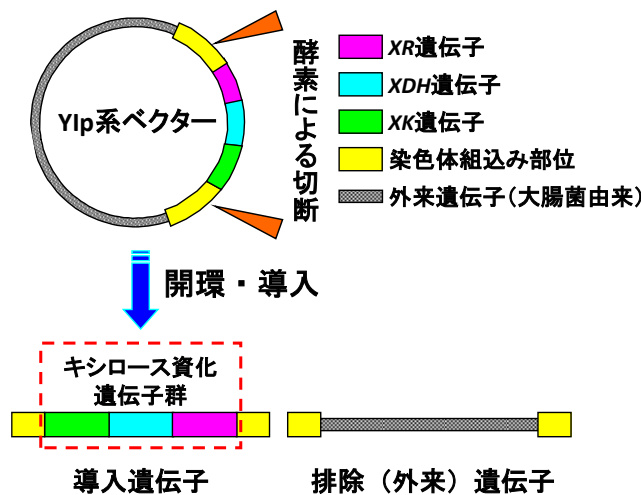 YIp系ベクター
酵素による切断
XR遺伝子
XDH遺伝子
XK遺伝子
染色体組込み部位
外来遺伝子(大腸菌由来)
開環・導入
キシロース資化
遺伝子群
導入遺伝子
排除（外来）遺伝子